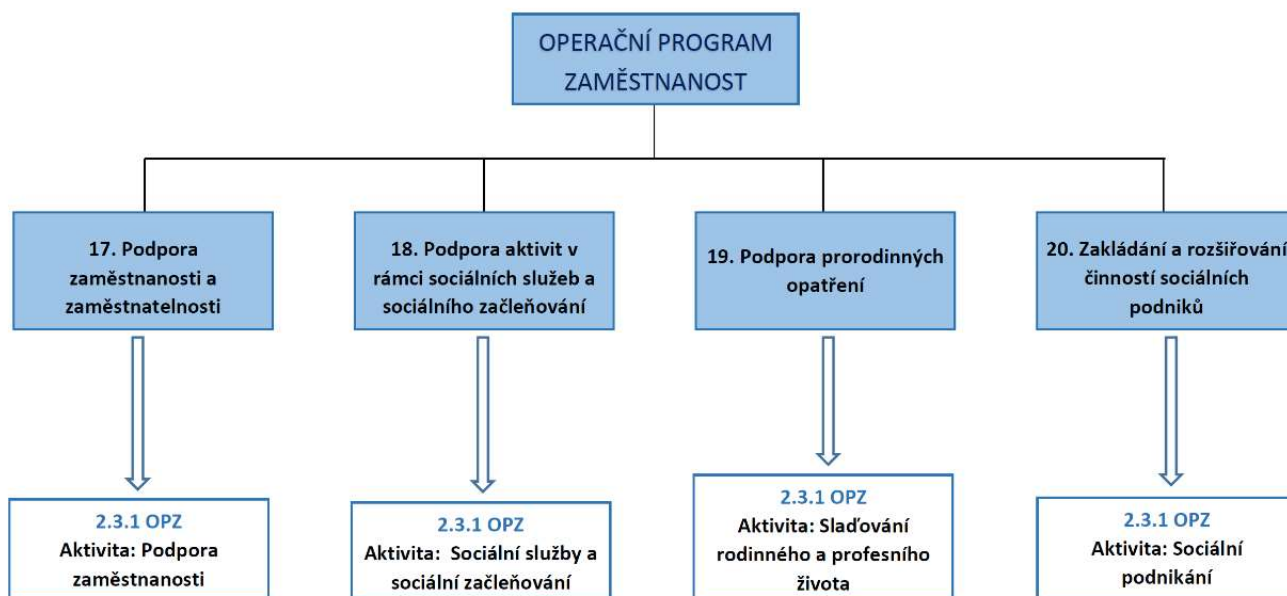 OPERAČNÍ PROGRAM
ZAMĚSTNANOST
17. Podpora
zaměstnanosti a
zaměstnatelnosti
18. Podpora aktivit v
rámci sociálních služeb a
sociálního začleňování
19. Podpora prorodinných
opatření
20. Zakládání a rozšiřování
činností sociálních
podniků
2.3.1 OPZ
Aktivita: Podpora
zaměstnanosti
2.3.1 OPZ
Aktivita: Sociální služby a
sociální začleňování
2.3.1 OPZ
Aktivita: Slaďování
rodinného a profesního
života
2.3.1 OPZ
Aktivita: Sociální
podnikání